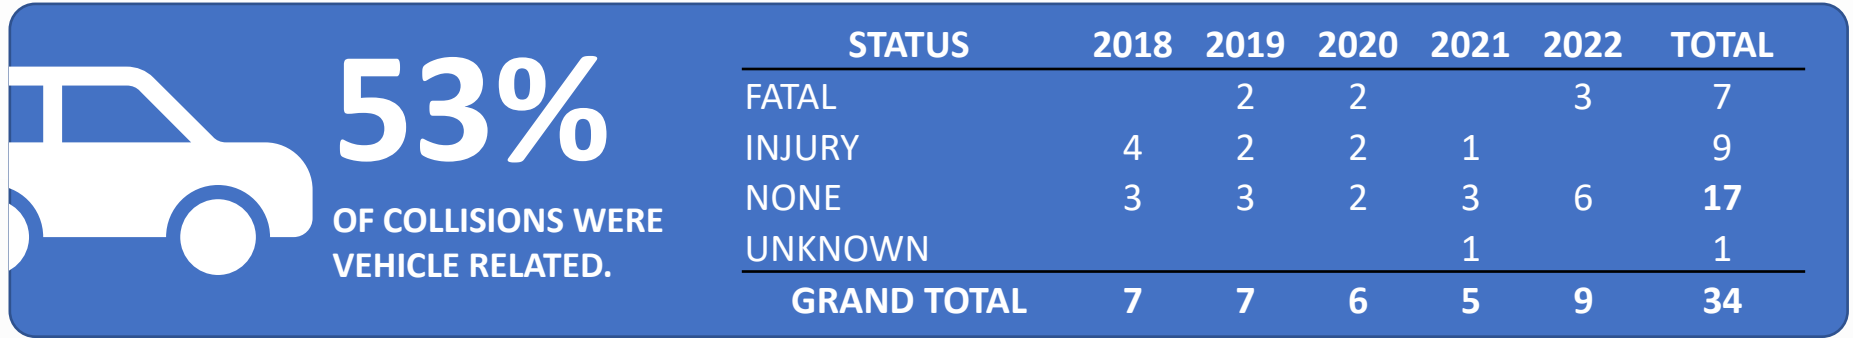 53%
OF COLLISIONS WERE
VEHICLE RELATED.
STATUS 2018 2019 2020 2021 2022 TOTAL
FATAL 2 2 3 7
INJURY 4 2 2 1 9
NONE 3 3 2 3 6 17
UNKNOWN 1 1
GRAND TOTAL 7 7 6 5 9 34